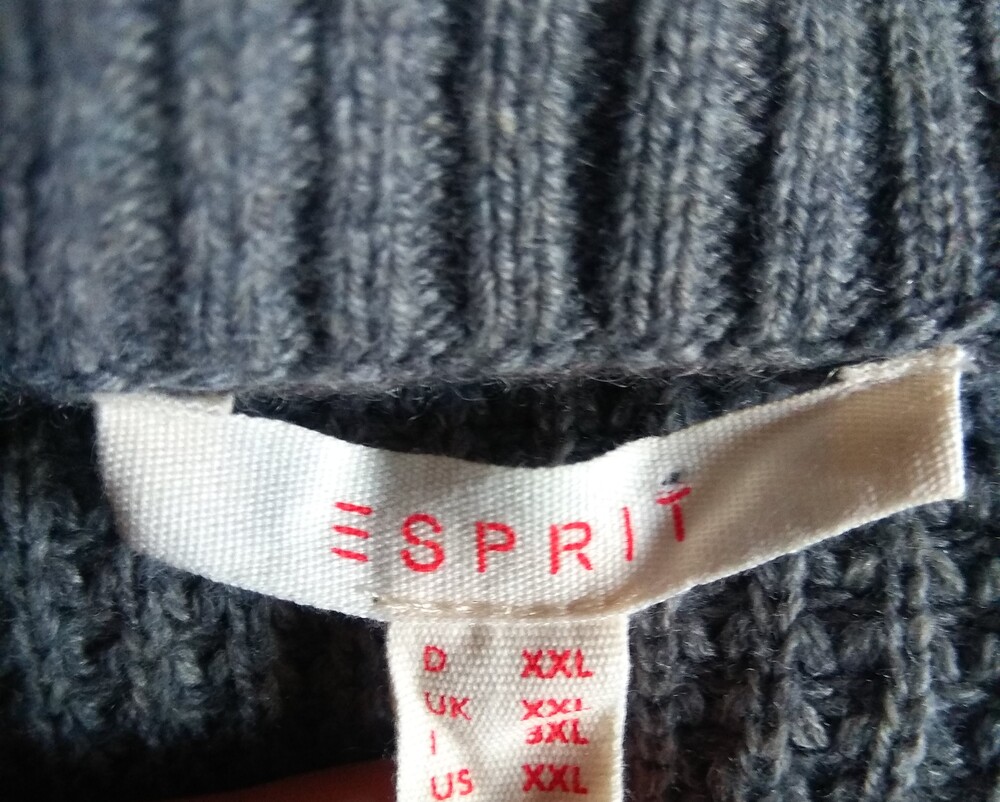 ESPRIT
D XXL
UK XXL
I 3XL
US XXL